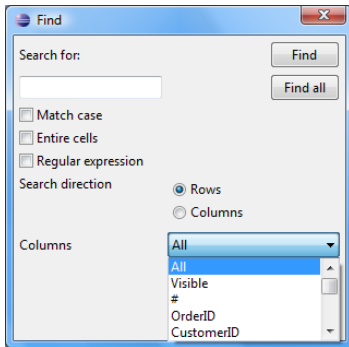 Find
Search for:
Find
Find all
Match case
Entire cells
Regular expression
Search direction
Rows
Columns
Columns
All
All
Visible
#
OrderID
CustomerID